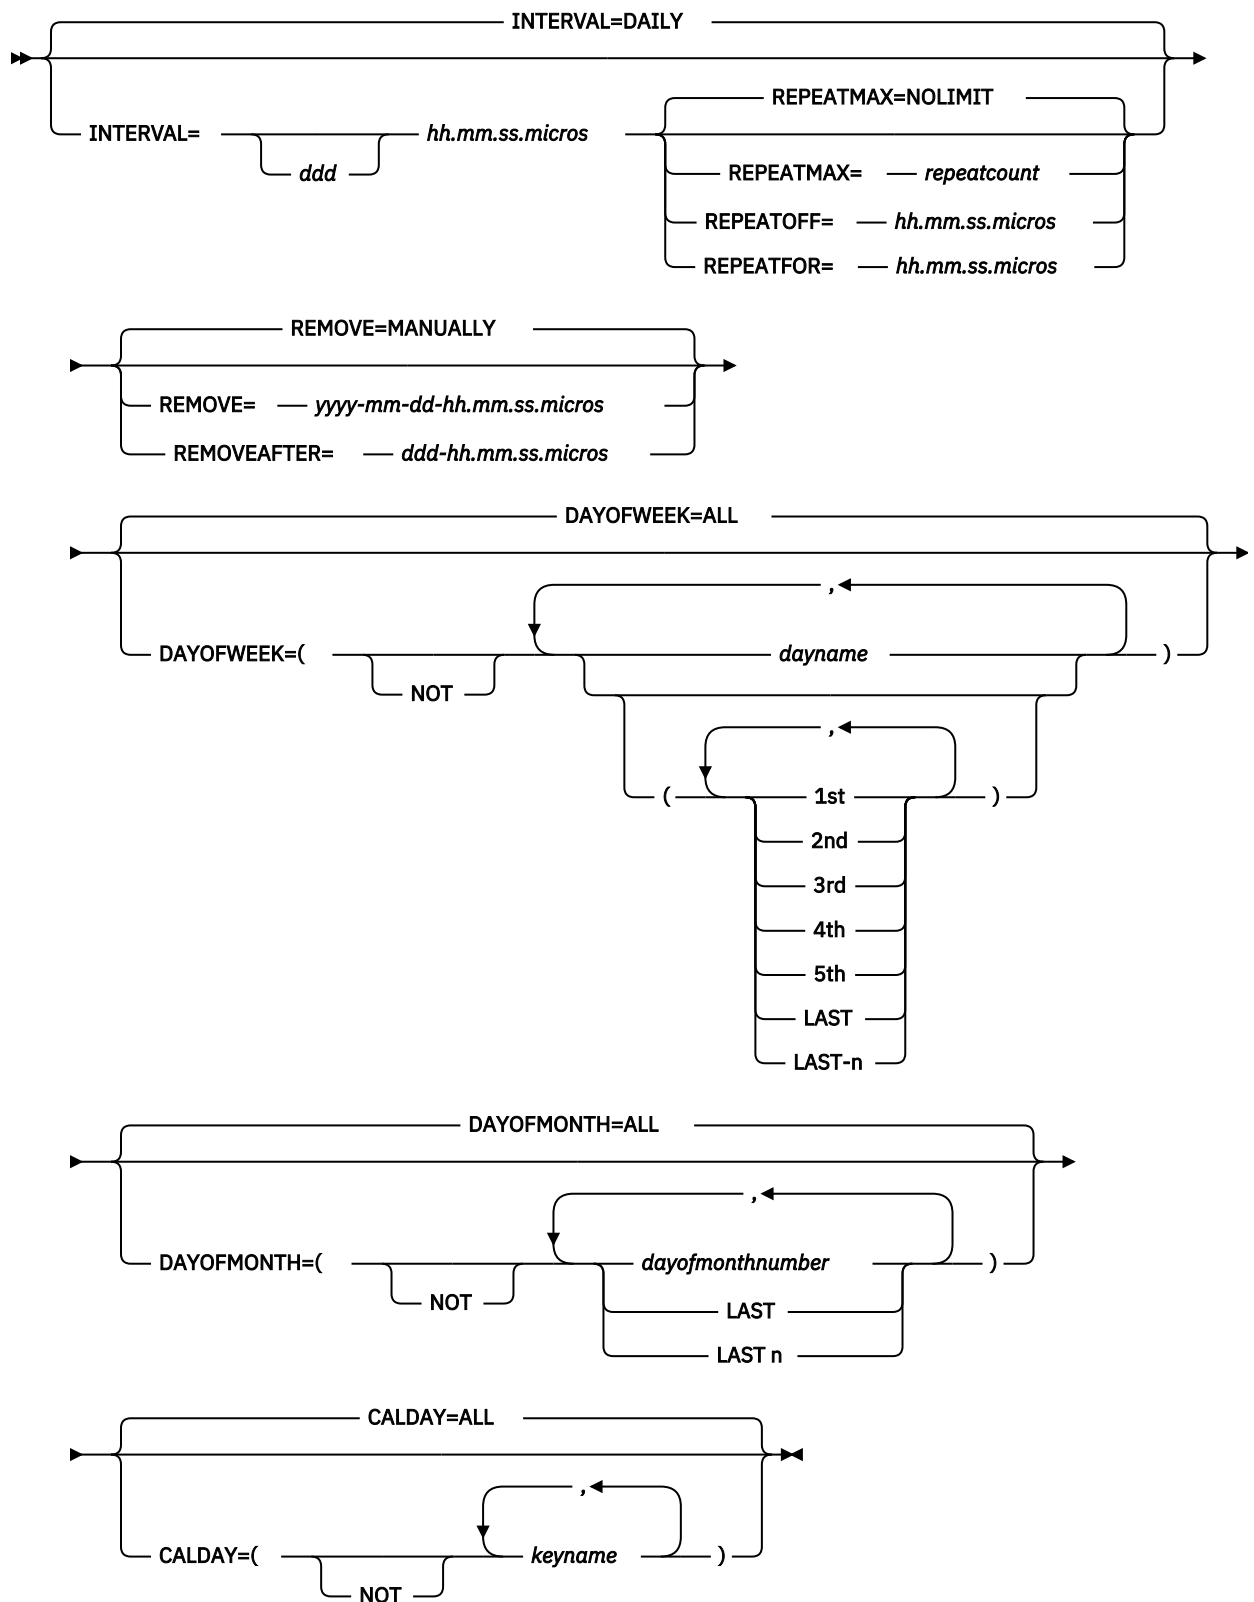 INTERVAL=DAILY
REPEATMAX=NOLIMIT
INTERVAL= hh.mm.ss.micros
ddd
REPEATMAX= repeatcount
REPEATOFF= hh.mm.ss.micros
REPEATFOR= hh.mm.ss.micros
REMOVE=MANUALLY
REMOVE= yyyy-mm-dd-hh.mm.ss.micros
REMOVEAFTER= ddd-hh.mm.ss.micros
DAYOFWEEK=ALL
,
DAYOFWEEK=( dayname )
NOT
,
( 1st )
2nd
3rd
4th
5th
LAST
LAST-n
DAYOFMONTH=ALL
,
DAYOFMONTH=( dayofmonthnumber )
NOT
LAST
LAST n
CALDAY=ALL
,
CALDAY=( keyname )
NOT